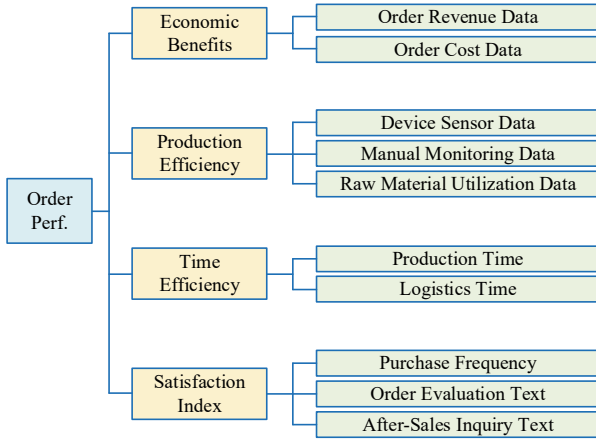 Order
Perf.
Economic
Benefits
Order Revenue Data
Order Cost Data
Production
Efficiency
Device Sensor Data
Manual Monitoring Data
Raw Material Utilization Data
Time
Efficiency
Production Time
Logistics Time
Satisfaction
Index
Purchase Frequency
Order Evaluation Text
After-Sales Inquiry Text